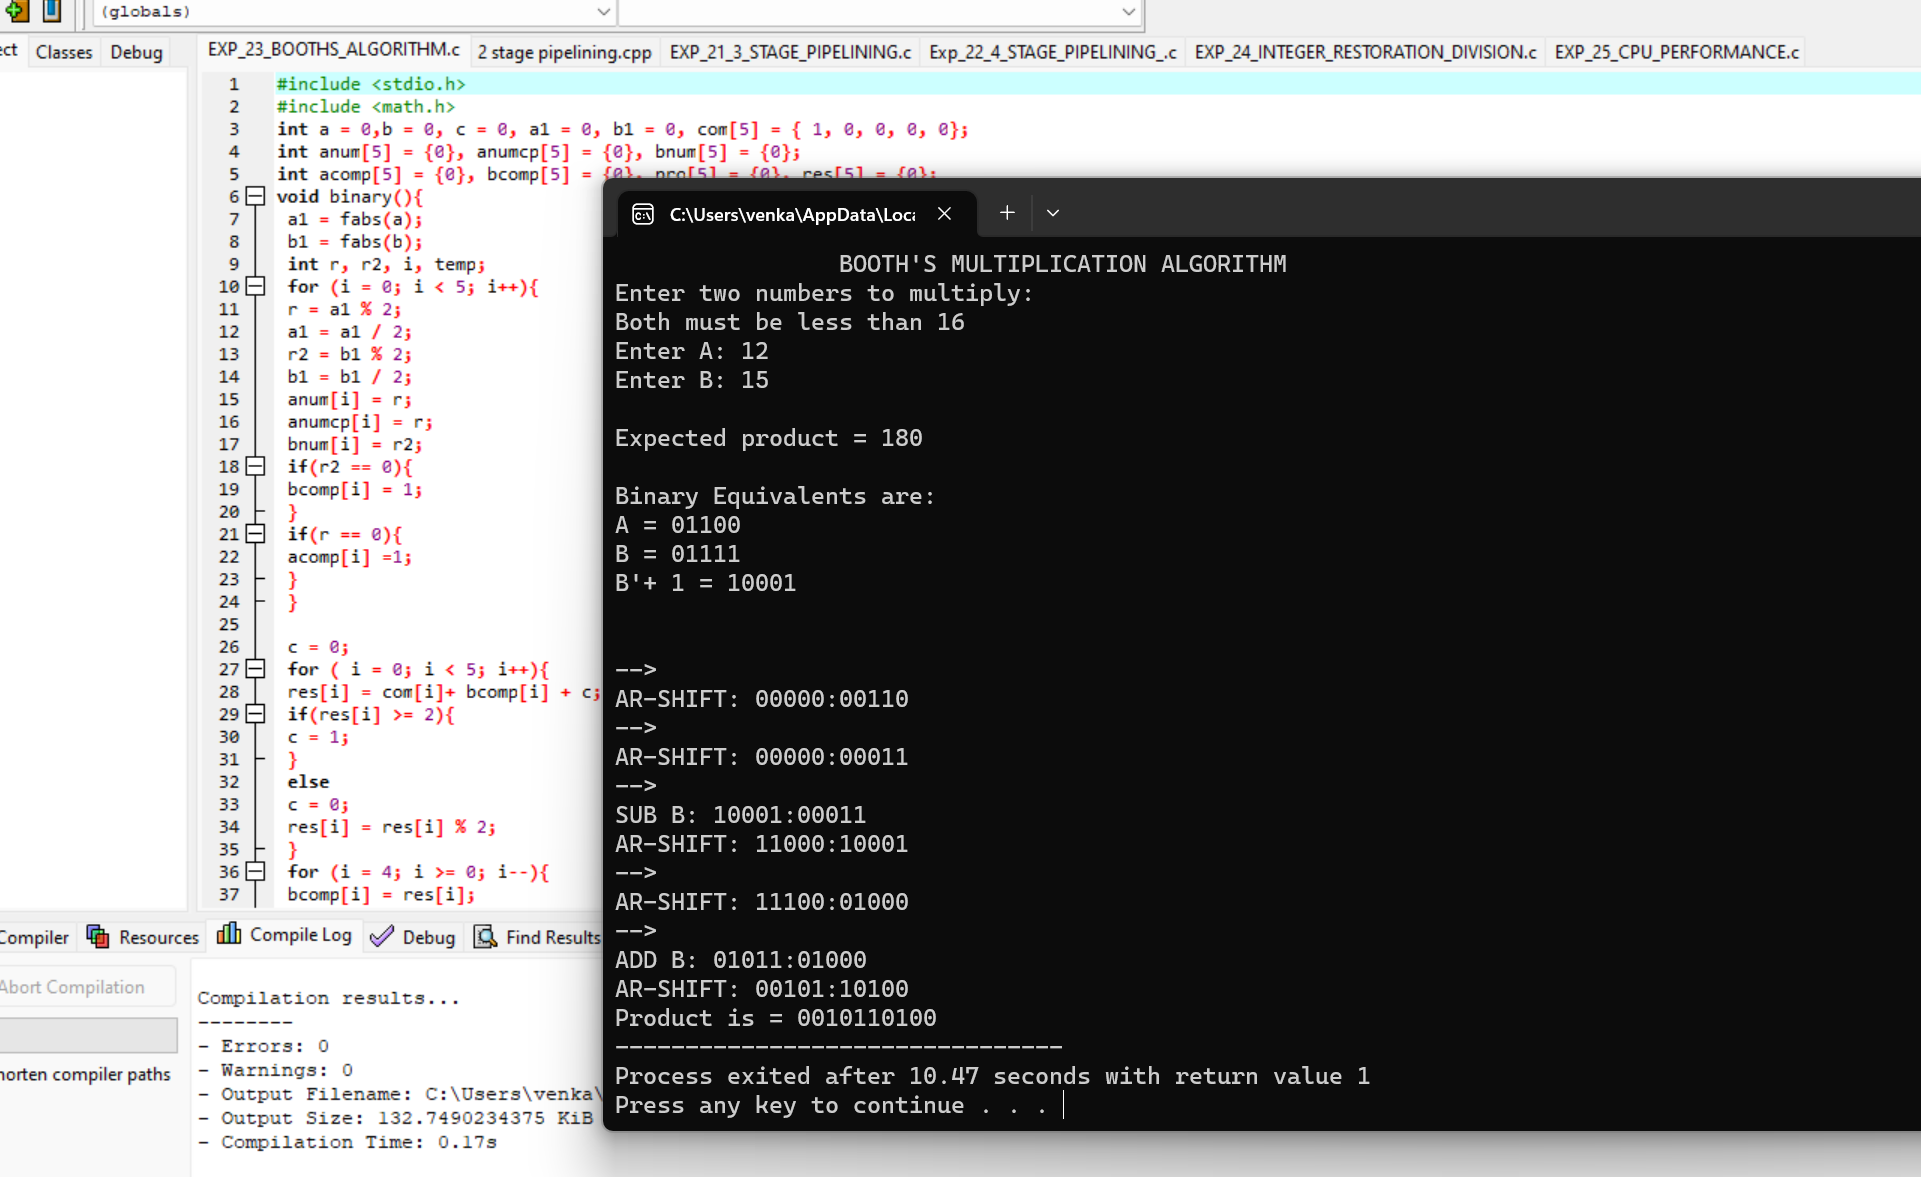 (globals)
ect Classes Debug
EXP_23_BOOTHS_ALGORITHM.c 2 stage pipelining.cpp EXP_21_3_STAGE_PIPELINING.c Exp_22_4_STAGE_PIPELINING_.c EXP_24_INTEGER_RESTORATION_DIVISION.c EXP_25_CPU_PERFORMANCE.c
1 #include <stdio.h>
2 #include <math.h>
3 int a = 0,b = 0, c = 0, a1 = 0, b1 = 0, com[5] = { 1, 0, 0, 0, 0};
4 int anum[5] = {0}, anumcp[5] = {0}, bnum[5] = {0};
5 int acomp[5] = {0}, bcomp[5] = {0}, pro[5] = {0}, res[5] = {0};
6 void binary(){
7 a1 = fabs(a);
8 b1 = fabs(b);
9 int r, r2, i, temp;
10 for (i = 0; i < 5; i++){
11 r = a1 % 2;
12 a1 = a1 / 2;
13 r2 = b1 % 2;
14 b1 = b1 / 2;
15 anum[i] = r;
16 anumcp[i] = r;
17 bnum[i] = r2;
18 if(r2 == 0){
19 bcomp[i] = 1;
20 }
21 if(r == 0){
22 acomp[i] =1;
23 }
24 }
25
26 c = 0;
27 for ( i = 0; i < 5; i++){
28 res[i] = com[i]+ bcomp[i] + c;
29 if(res[i] >= 2){
30 c = 1;
31 }
32 else
33 c = 0;
34 res[i] = res[i] % 2;
35 }
36 for (i = 4; i >= 0; i--){
37 bcomp[i] = res[i];
Compiler Resources Compile Log Debug Find Results
Abort Compilation
horten compiler paths
Compilation results...
--------
- Errors: 0
- Warnings: 0
- Output Filename: C:\Users\venka\
- Output Size: 132.7490234375 KiB
- Compilation Time: 0.17s
C:\Users\venka\AppData\Loca
BOOTH'S MULTIPLICATION ALGORITHM
Enter two numbers to multiply:
Both must be less than 16
Enter A: 12
Enter B: 15
Expected product = 180
Binary Equivalents are:
A = 01100
B = 01111
B'+ 1 = 10001
-->
AR-SHIFT: 00000:00110
-->
AR-SHIFT: 00000:00011
-->
SUB B: 10001:00011
AR-SHIFT: 11000:10001
-->
AR-SHIFT: 11100:01000
-->
ADD B: 01011:01000
AR-SHIFT: 00101:10100
Product is = 0010110100
--------------------------------
Process exited after 10.47 seconds with return value 1
Press any key to continue . . .